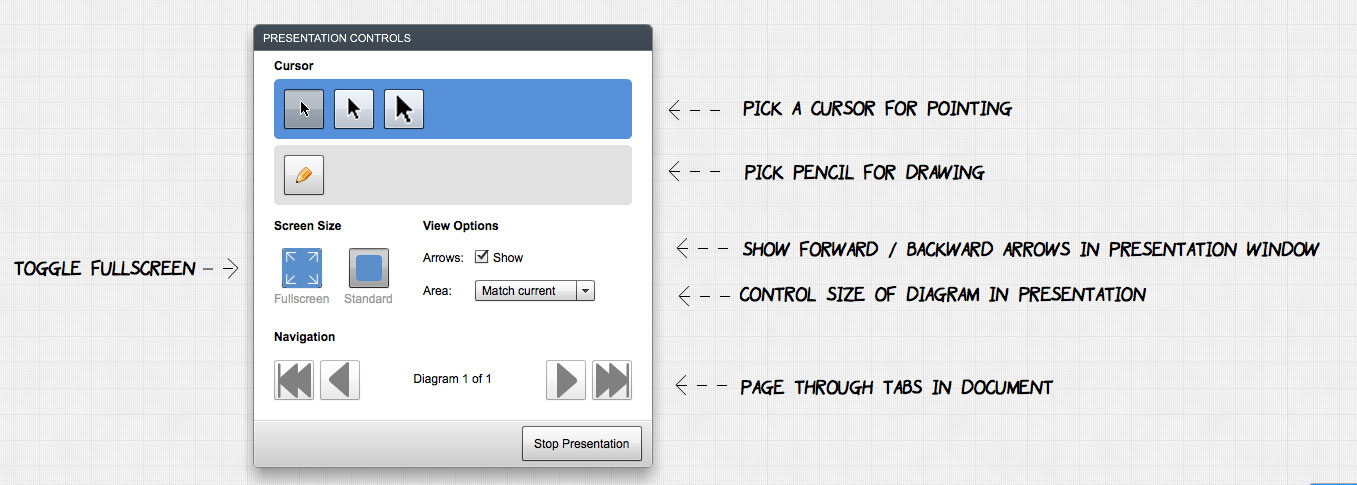 PRESENTATION CONTROLS
Cursor
PICK A CURSOR FOR POINTING
PICK PENCIL FOR DRAWING
Screen Size
View Options
TOGGLE FULLSCREEN
Arrows: Show
SHOW FORWARD / BACKWARD ARROWS IN PRESENTATION WINDOW
Area: Match current
CONTROL SIZE OF DIAGRAM IN PRESENTATION
Fullscreen
Standard
Navigation
Diagram 1 of 1
PAGE THROUGH TABS IN DOCUMENT
Stop Presentation